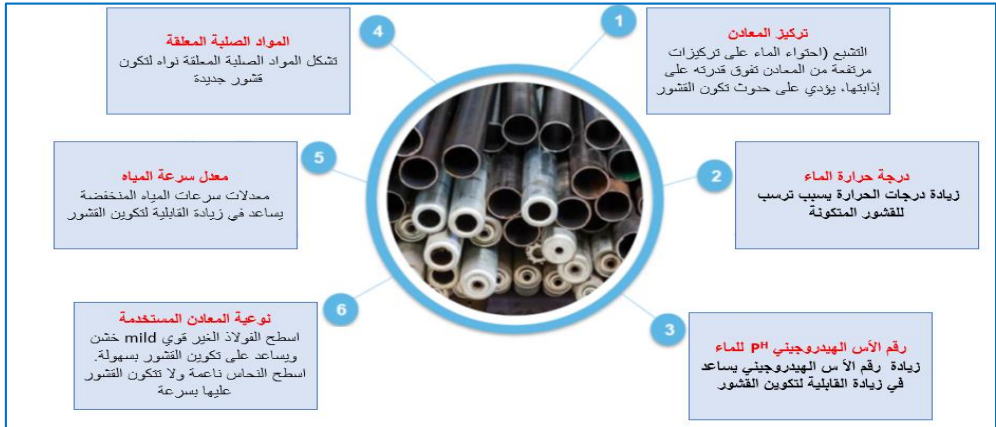 1
تركيز المعادن
التشبع (احتواء الماء على تركيزات
مرتفعة من المعادن تفوق قدرته على
إذابتها، يؤدي على حدوث تكون القشور
2
درجة حرارة الماء
زيادة درجات الحرارة يسبب ترسب
للقشور المتكونة
3
رقم الأس الهيدروجيني Pᴴ للماء
زيادة رقم الأ س الهيدروجيني يساعد
في زيادة القابلية لتكوين القشور
4
المواد الصلبة المعلقة
تشكل المواد الصلبة المعلقة نواه لتكون
قشور جديدة
5
معدل سرعة المياه
معدلات سرعات المياه المنخفضة
يساعد في زيادة القابلية لتكوين القشور
6
نوعية المعادن المستخدمة
اسطح الفولاذ الغير قوي mild خشن
ويساعد على تكوين القشور بسهولة.
اسطح النحاس ناعمة ولا تتكون القشور
عليها بسرعة